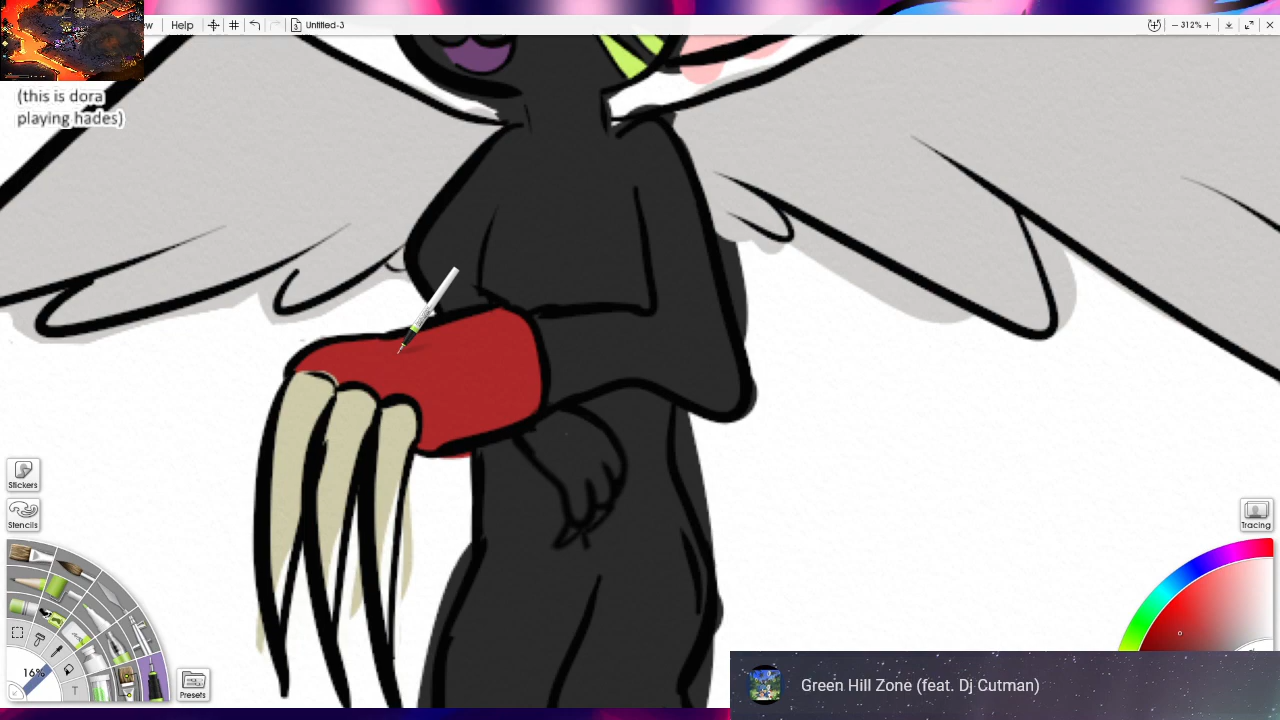 ew Help Untitled-3 312%
(this is dora
playing hades)
Stickers
Stencils
Tracing
16%
T
Presets
Green Hill Zone (feat. Dj Cutman)